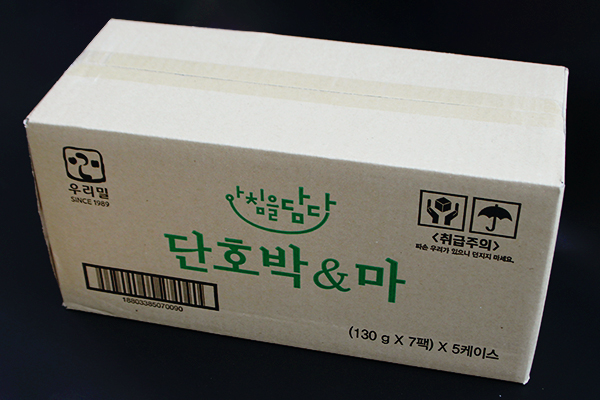 우리밀
SINCE 1989
아침을담다
단호박&마
<취급주의>
파손 우려가 있으니 던지지 마세요.
18803385070090
(130 g X 7팩) X 5케이스